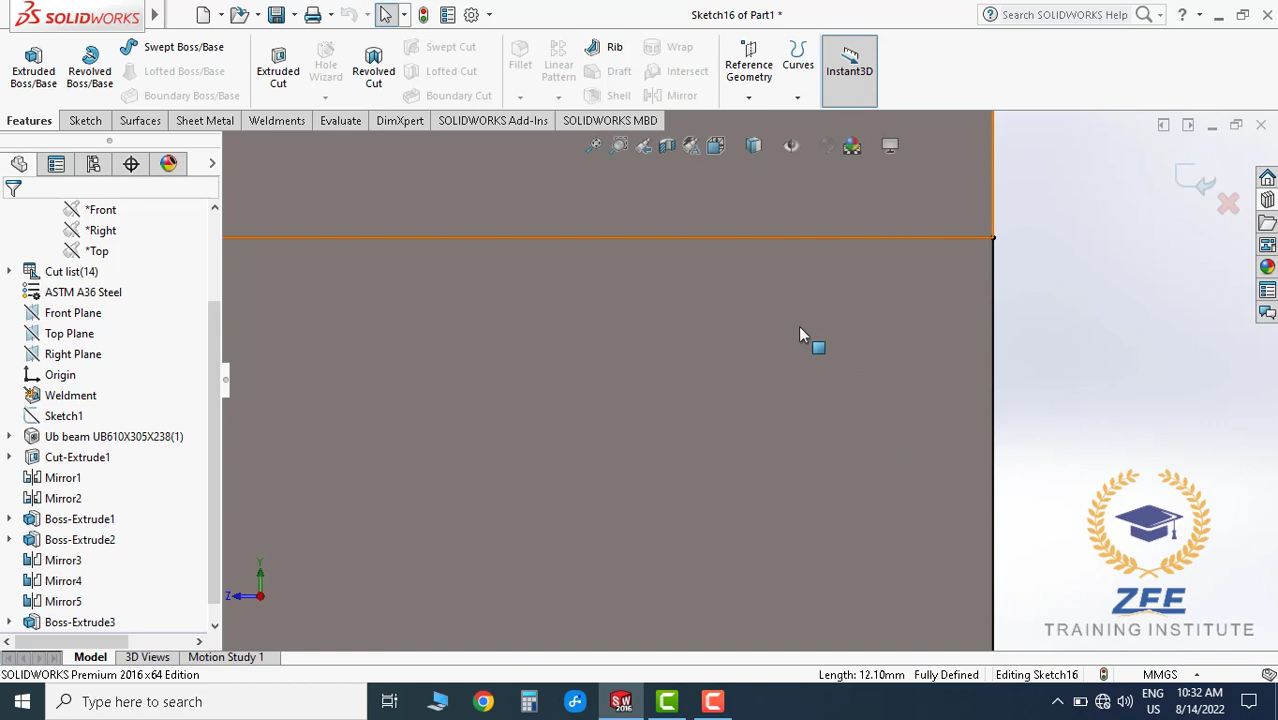 SOLIDWORKS
Sketch16 of Part1 *
Search SOLIDWORKS Help
Extruded Boss/Base
Revolved Boss/Base
Swept Boss/Base
Lofted Boss/Base
Boundary Boss/Base
Extruded Cut
Hole Wizard
Revolved Cut
Swept Cut
Lofted Cut
Boundary Cut
Fillet
Linear Pattern
Rib
Draft
Shell
Wrap
Intersect
Mirror
Reference Geometry
Curves
Instant3D
Features
Sketch
Surfaces
Sheet Metal
Weldments
Evaluate
DimXpert
SOLIDWORKS Add-Ins
SOLIDWORKS MBD
*Front
*Right
*Top
Cut list(14)
ASTM A36 Steel
Front Plane
Top Plane
Right Plane
Origin
Weldment
Sketch1
Ub beam UB610X305X238(1)
Cut-Extrude1
Mirror1
Mirror2
Boss-Extrude1
Boss-Extrude2
Mirror3
Mirror4
Mirror5
Boss-Extrude3
Y
Z
ZFE
TRAINING INSTITUTE
Model
3D Views
Motion Study 1
SOLIDWORKS Premium 2016 x64 Edition
Length: 12.10mm
Fully Defined
Editing Sketch16
MMGS
Type here to search
SW
2016
ENG
US
10:32 AM
8/14/2022